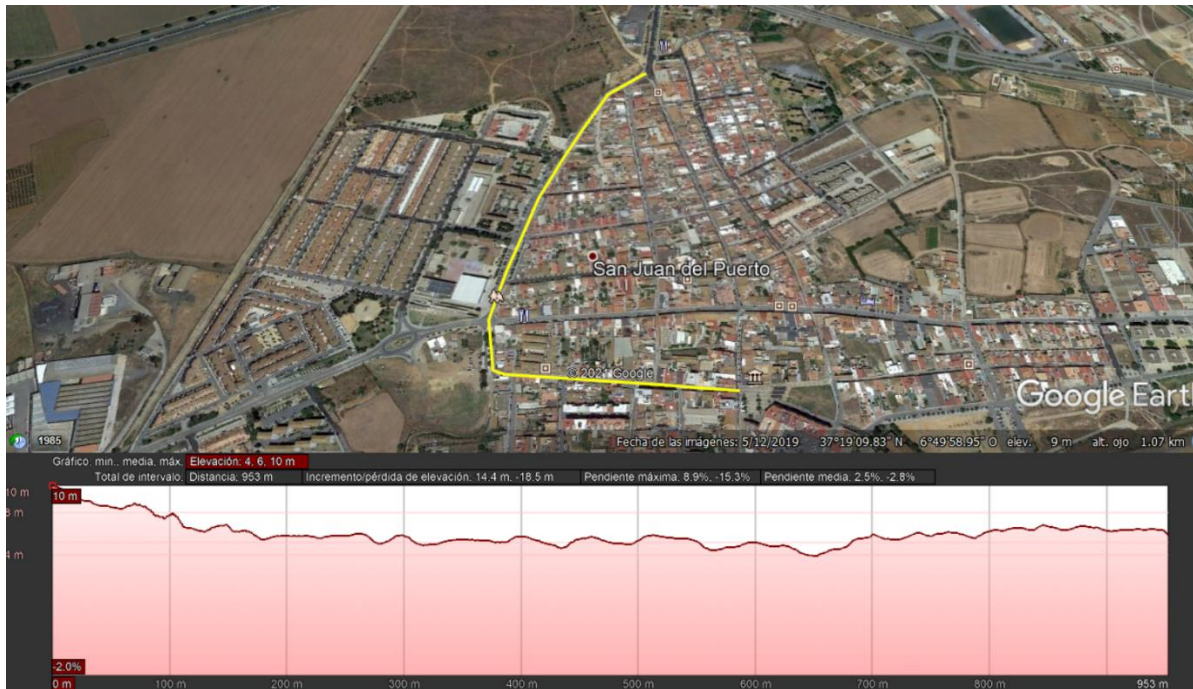 San Juan del Puerto
© 2021 Google
Google Earth
1985
Fecha de las imágenes: 5/12/2019 37°19'09.83" N 6°49'58.95" O elev. 9 m alt. ojo 1.07 km
Gráfico: mín., media, máx. Elevación: 4, 6, 10 m
Total de intervalo: Distancia: 953 m Incremento/pérdida de elevación: 14.4 m, -18.5 m Pendiente máxima: 8.9%, -15.3% Pendiente media: 2.5%, -2.8%
10 m
10 m
8 m
4 m
-2.0%
0 m 100 m 200 m 300 m 400 m 500 m 600 m 700 m 800 m 953 m